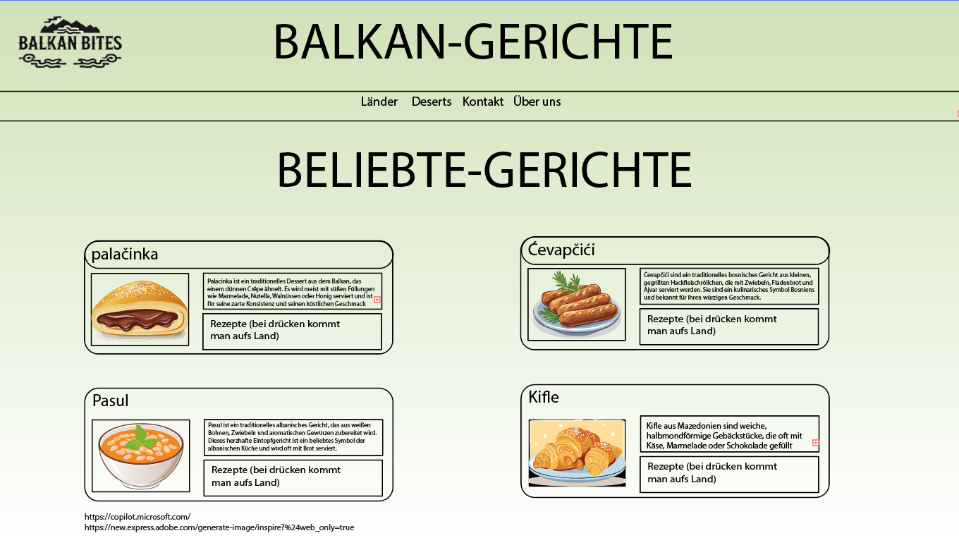 BALKAN BITES
BALKAN-GERICHTE
Länder Deserts Kontakt Über uns
BELIEBTE-GERICHTE
palačinka
Palacinka ist ein traditionelles Dessert aus dem Balkan, das
einem dünnen Crêpe ähnelt. Es wird meist mit süßen Füllungen
wie Marmelade, Nutella, Walnüssen oder Honig serviert und ist
für seine zarte Konsistenz und seinen köstlichen Geschmack
Rezepte (bei drücken kommt
man aufs Land)
Ćevapčići
Ćevapčići sind ein traditionelles bosnisches Gericht aus kleinen,
gegrillten Hackfleischröllchen, die mit Zwiebeln, Fladenbrot und
Ajvar serviert werden. Sie sind ein kulinarisches Symbol Bosniens
und bekannt für ihren würzigen Geschmack.
Rezepte (bei drücken kommt
man aufs Land)
Pasul
Pasul ist ein traditionelles albanisches Gericht, das aus weißen
Bohnen, Zwiebeln und aromatischen Gewürzen zubereitet wird.
Dieses herzhafte Eintopfgericht ist ein beliebtes Symbol der
albanischen Küche und wird oft mit Brot serviert.
Rezepte (bei drücken kommt
man aufs Land)
Kifle
Kifle aus Mazedonien sind weiche,
halbmondförmige Gebäckstücke, die oft mit
Käse, Marmelade oder Schokolade gefüllt
Rezepte (bei drücken kommt
man aufs Land)
https://copilot.microsoft.com/
https://new.express.adobe.com/generate-image/inspire?%24web_only=true